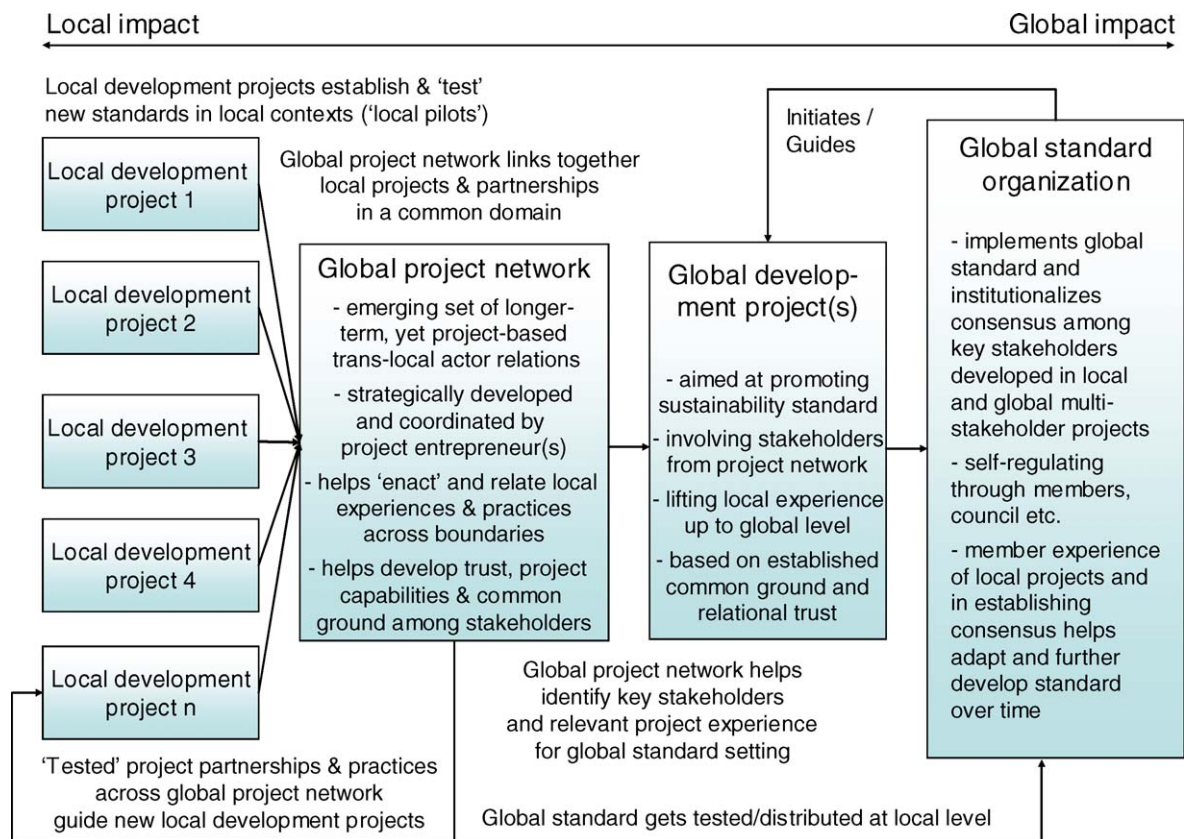 Local impact
Global impact
Local development projects establish & ‘test’
new standards in local contexts (‘local pilots’)
Local development
project 1
Local development
project 2
Local development
project 3
Local development
project 4
Local development
project n
‘Tested’ project partnerships & practices
across global project network
guide new local development projects
Global project network links together
local projects & partnerships
in a common domain
Global project network
- emerging set of longer-
term, yet project-based
trans-local actor relations
- strategically developed
and coordinated by
project entrepreneur(s)
- helps ‘enact’ and relate local
experiences & practices
across boundaries
- helps develop trust, project
capabilities & common
ground among stakeholders
Initiates /
Guides
Global develop-
ment project(s)
- aimed at promoting
sustainability standard
- involving stakeholders
from project network
- lifting local experience
up to global level
- based on established
common ground and
relational trust
Global project network helps
identify key stakeholders
and relevant project experience
for global standard setting
Global standard
organization
- implements global
standard and
institutionalizes
consensus among
key stakeholders
developed in local
and global multi-
stakeholder projects
- self-regulating
through members,
council etc.
- member experience
of local projects and
in establishing
consensus helps
adapt and further
develop standard
over time
Global standard gets tested/distributed at local level